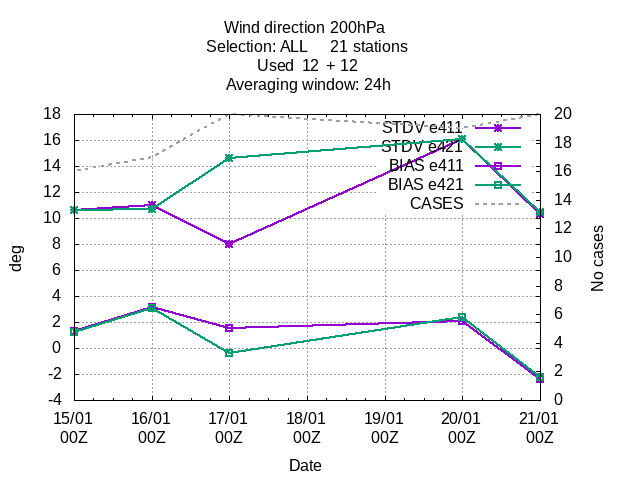 Wind direction 200hPa
Selection: ALL     21 stations
Used  12 + 12
Averaging window: 24h
18
16
14
12
10
8
6
4
2
0
-2
-4
deg
20
18
16
14
12
10
8
6
4
2
0
No cases
STDV e411
STDV e421
BIAS e411
BIAS e421
CASES
15/01 16/01 17/01 18/01 19/01 20/01 21/01
00Z 00Z 00Z 00Z 00Z 00Z 00Z
Date